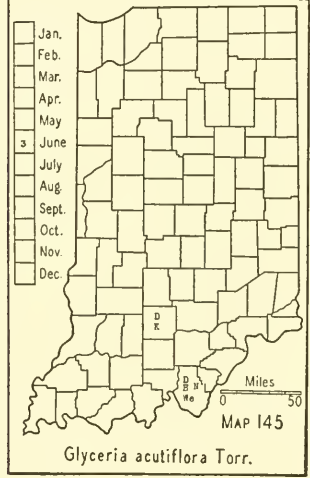 Jan.
Feb.
Mar.
Apr.
May
3 June
July
Aug.
Sept.
Oct.
Nov.
Dec.
D
K
D N
We
Miles
0 50
MAP 145
Glyceria acutiflora Torr.